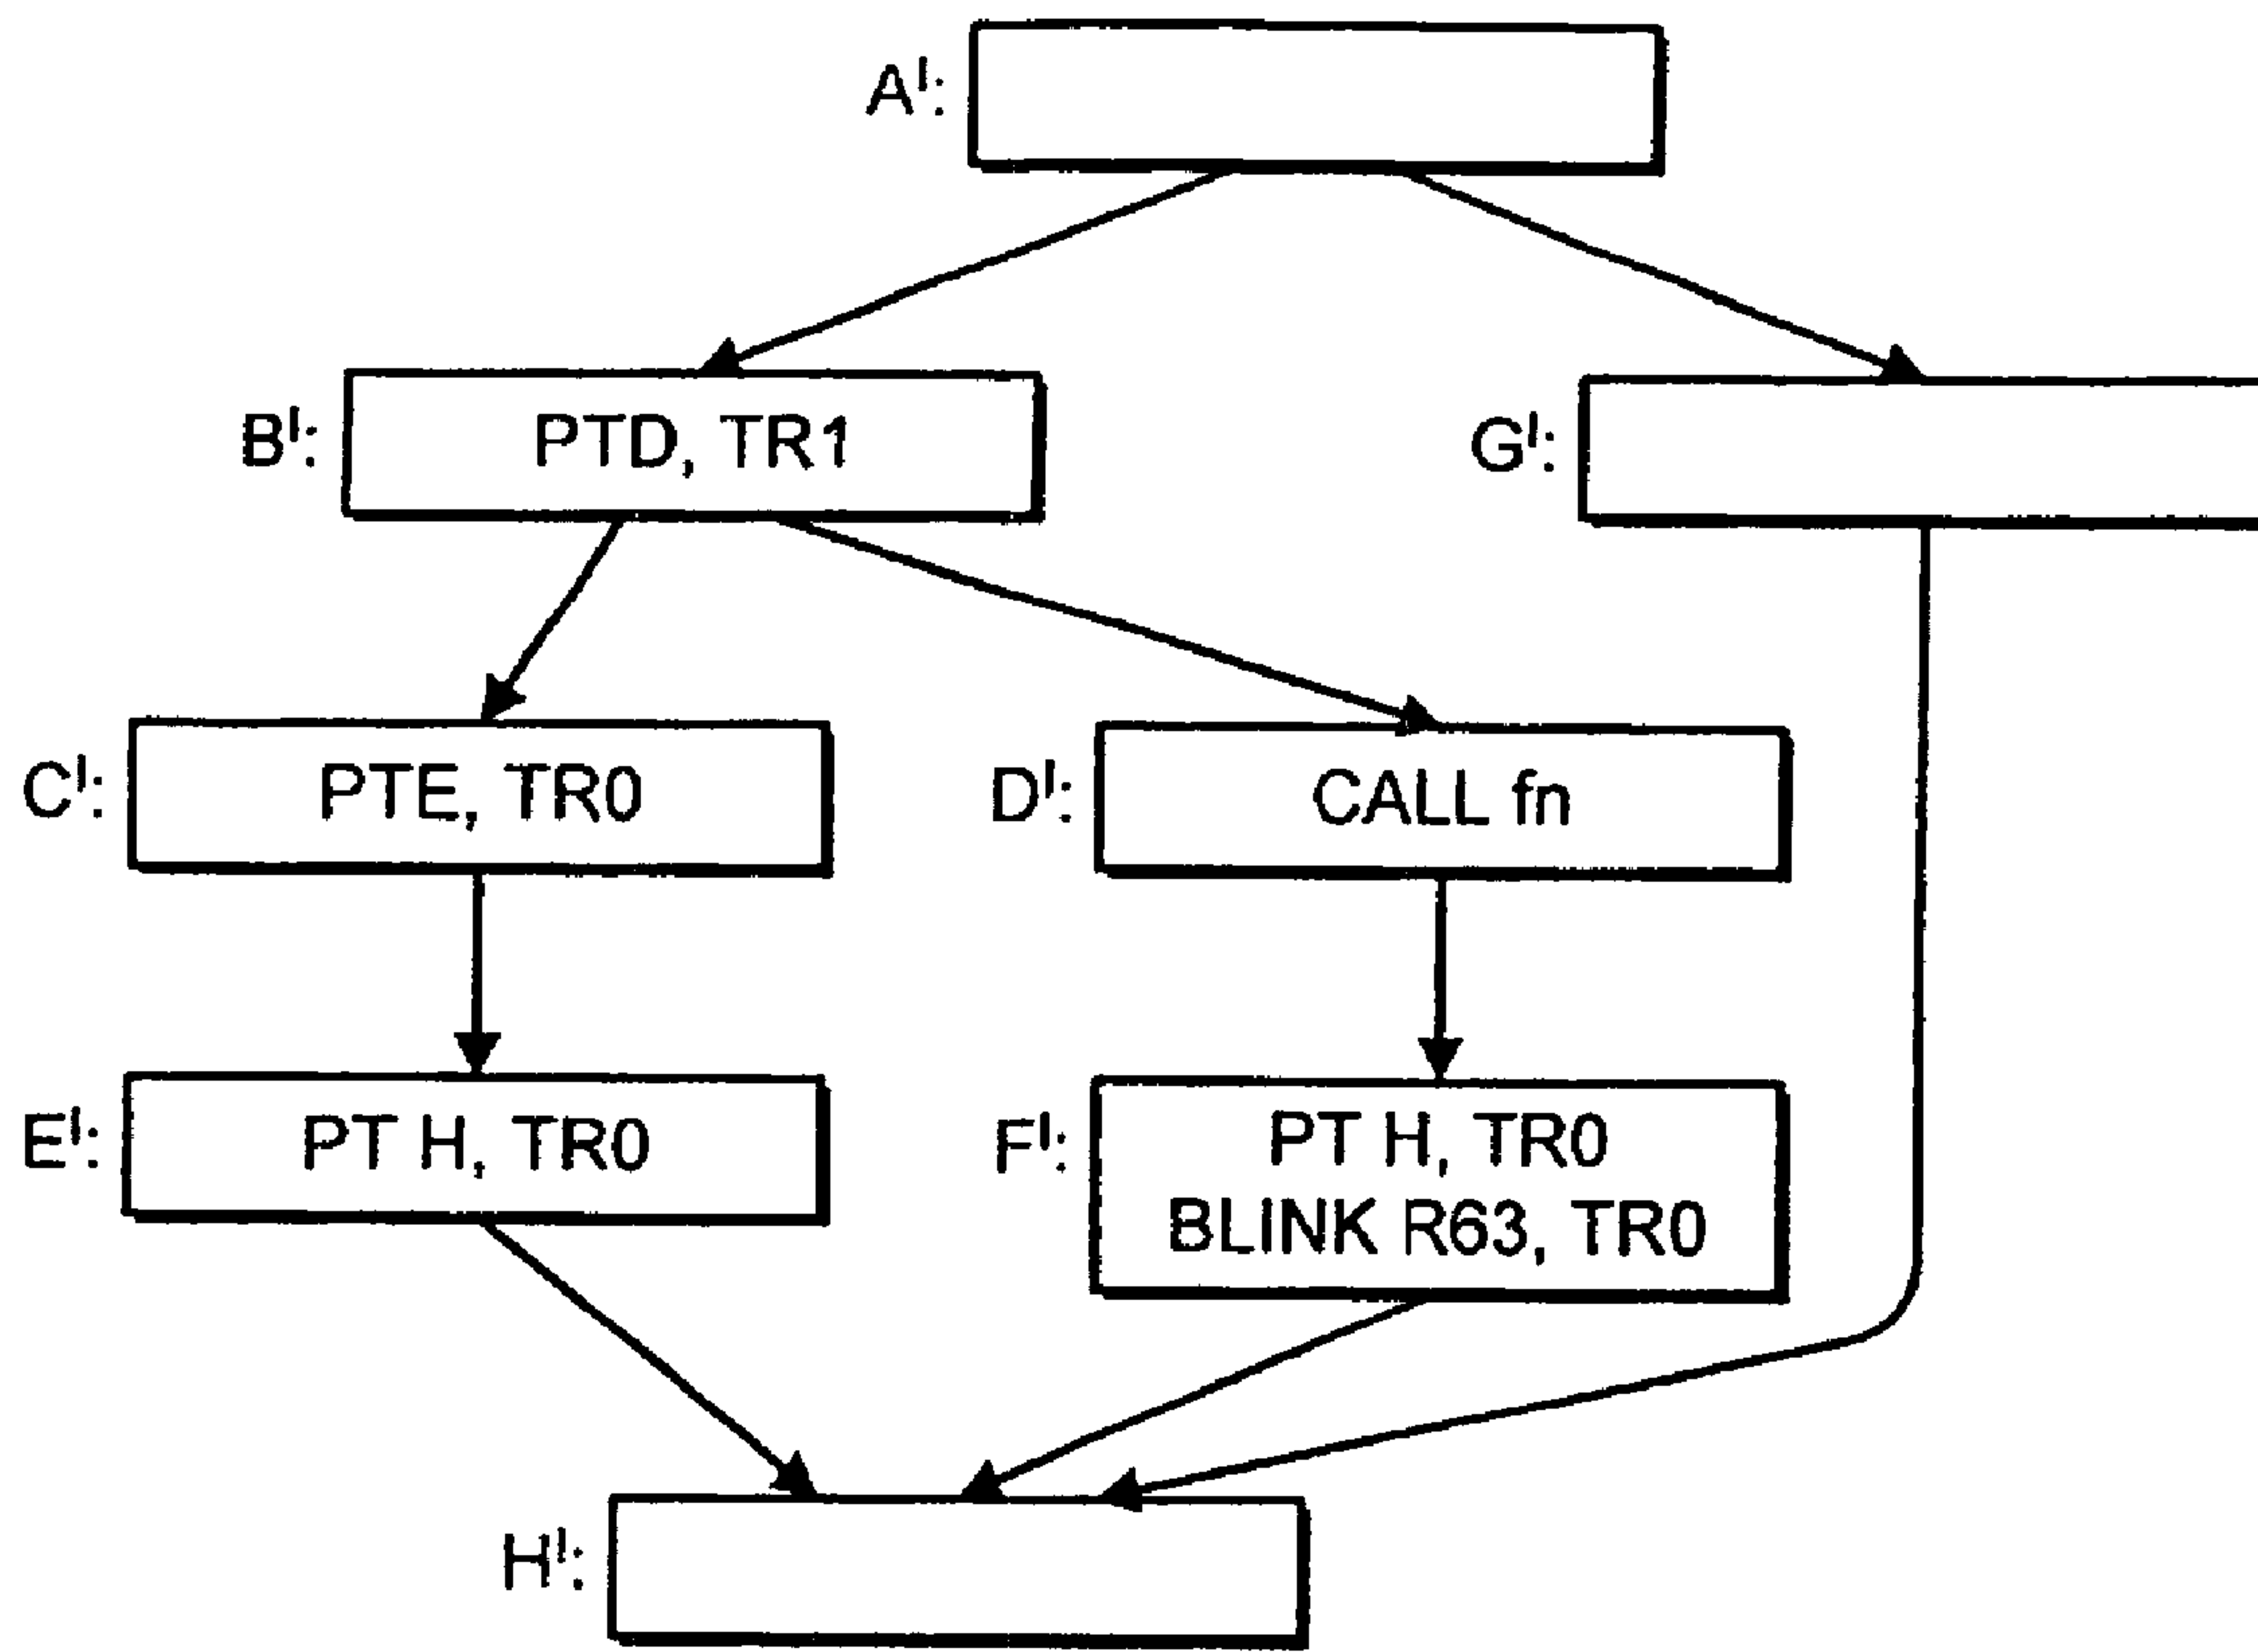 A':
B':
PTD, TR1
G':
C':
PTE, TR0
D':
CALL fn
E':
PT H, TR0
F':
PT H, TR0
BLINK R63, TR0
H':